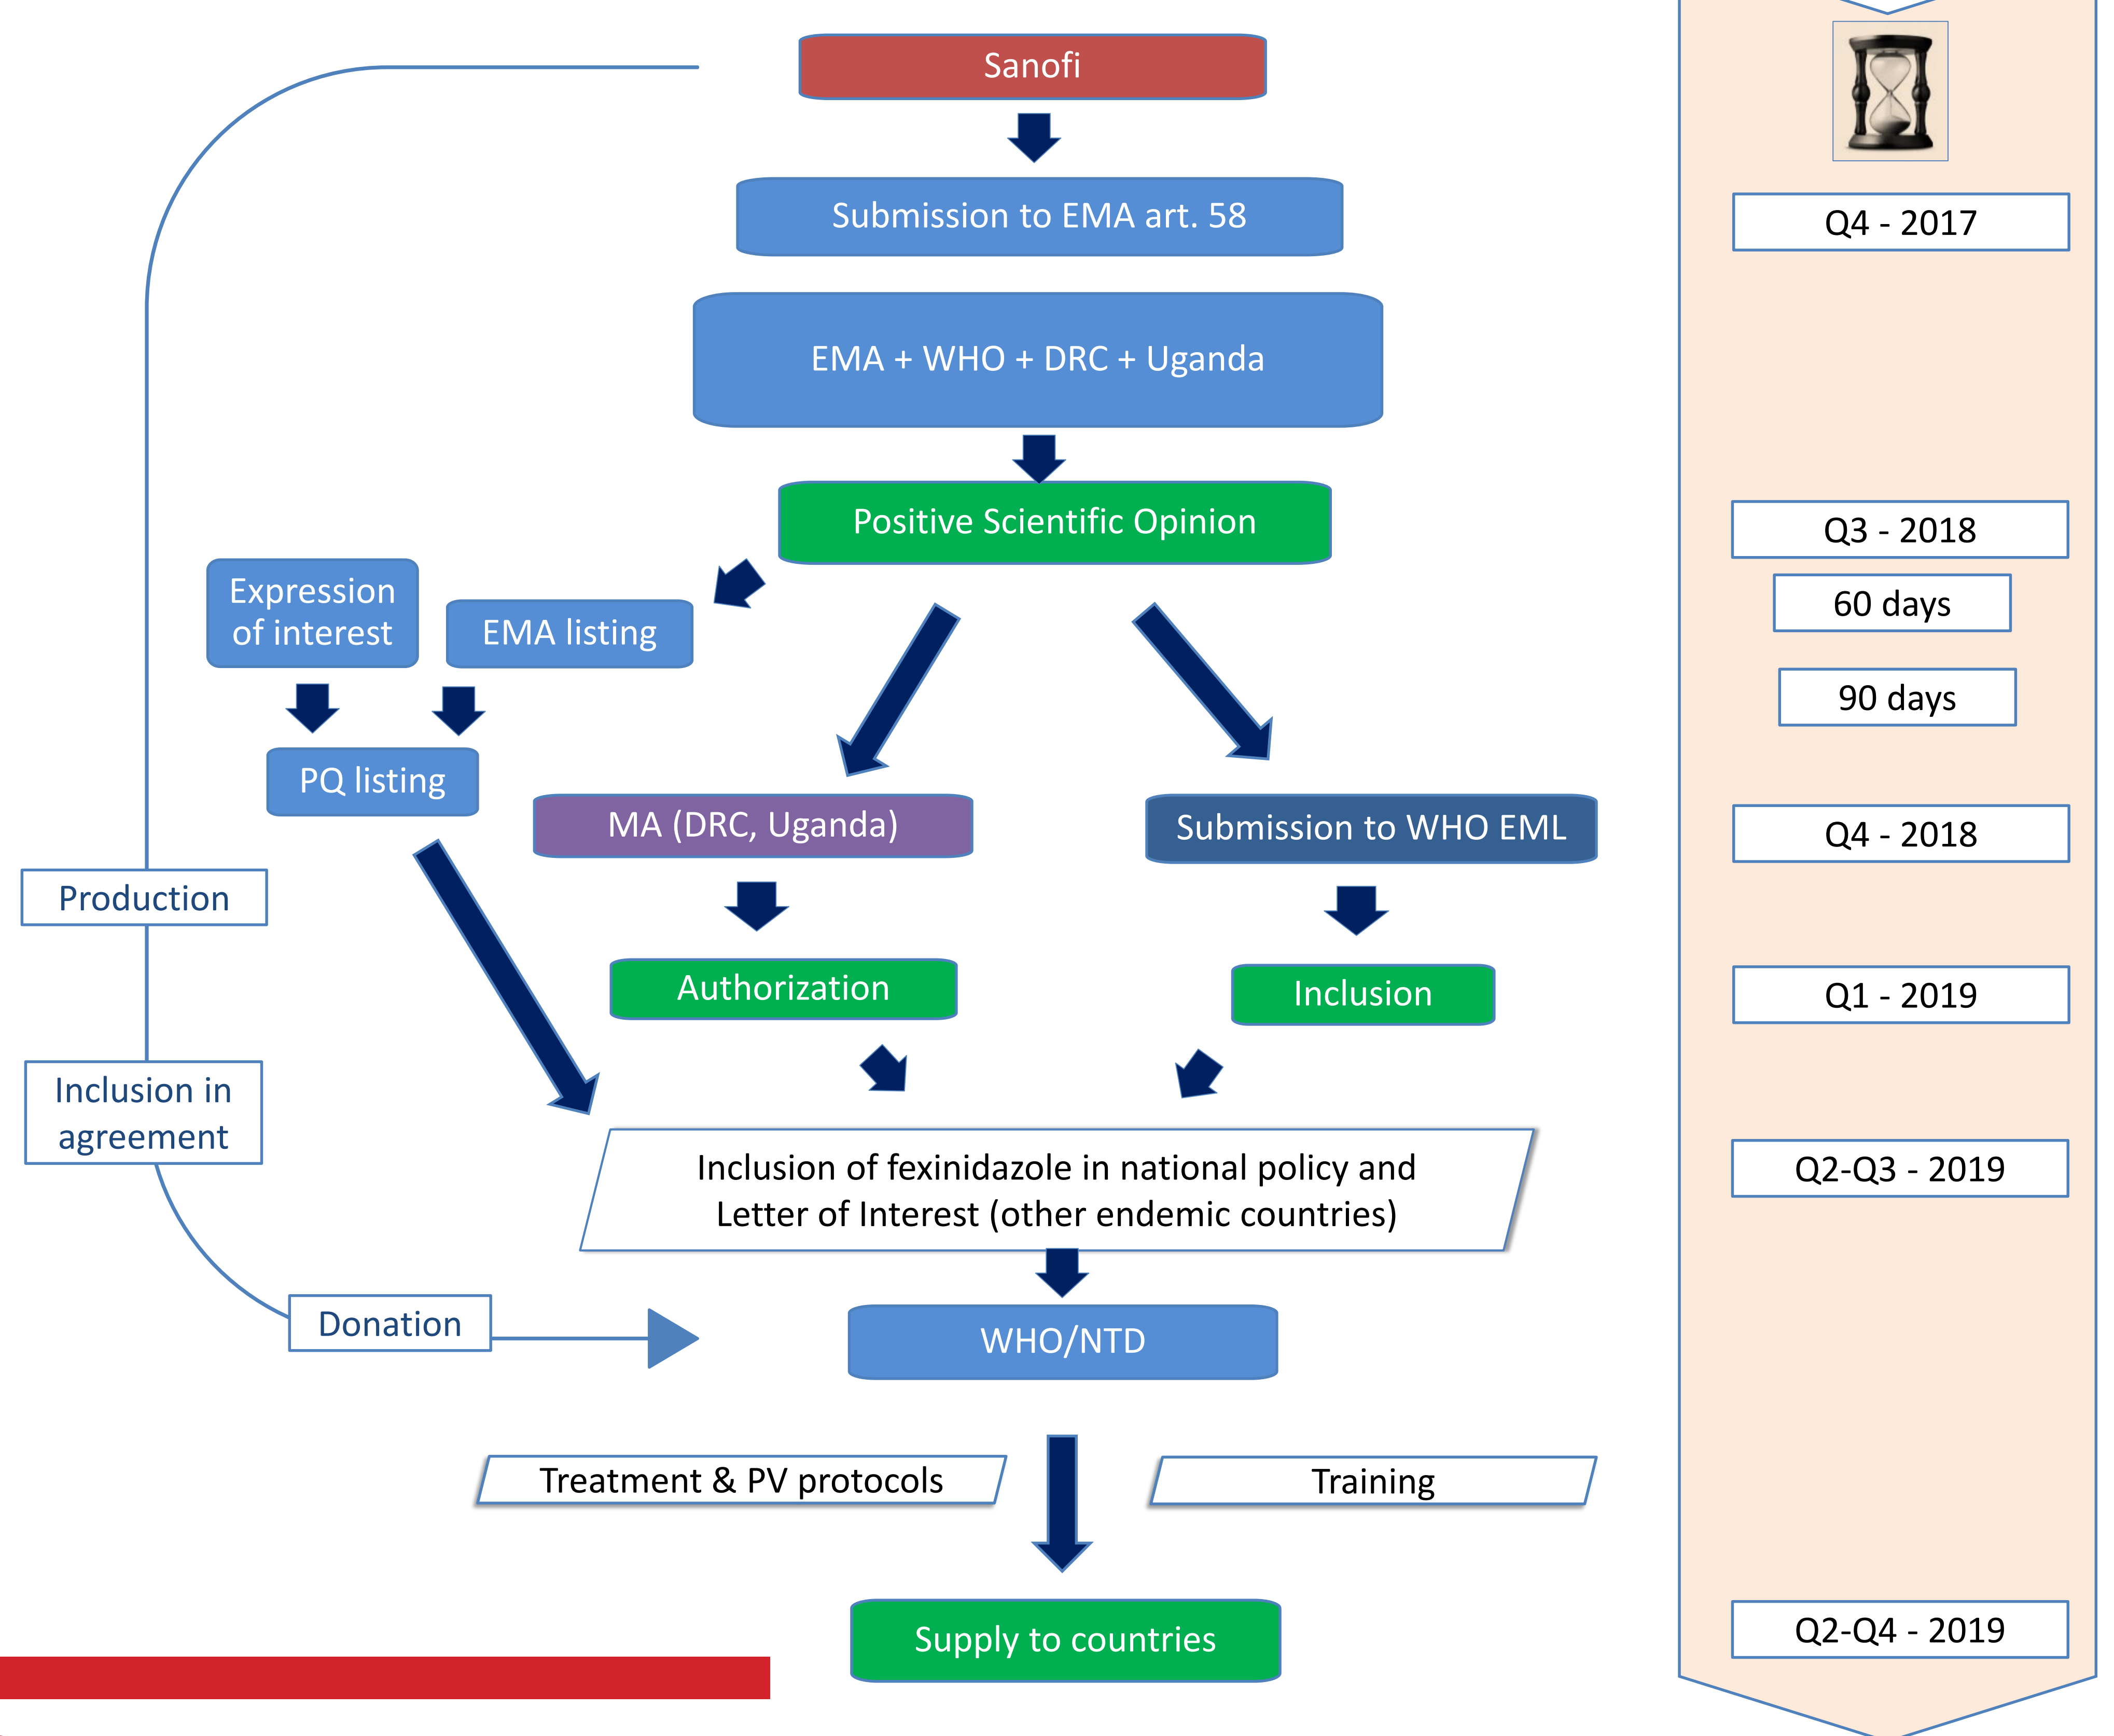 Sanofi
Submission to EMA art. 58
Q4 - 2017
EMA + WHO + DRC + Uganda
Positive Scientific Opinion
Q3 - 2018
Expression
of interest
EMA listing
60 days
90 days
PQ listing
MA (DRC, Uganda)
Submission to WHO EML
Q4 - 2018
Production
Authorization
Inclusion
Q1 - 2019
Inclusion in
agreement
Inclusion of fexinidazole in national policy and
Letter of Interest (other endemic countries)
Q2-Q3 - 2019
Donation
WHO/NTD
Treatment & PV protocols
Training
Supply to countries
Q2-Q4 - 2019